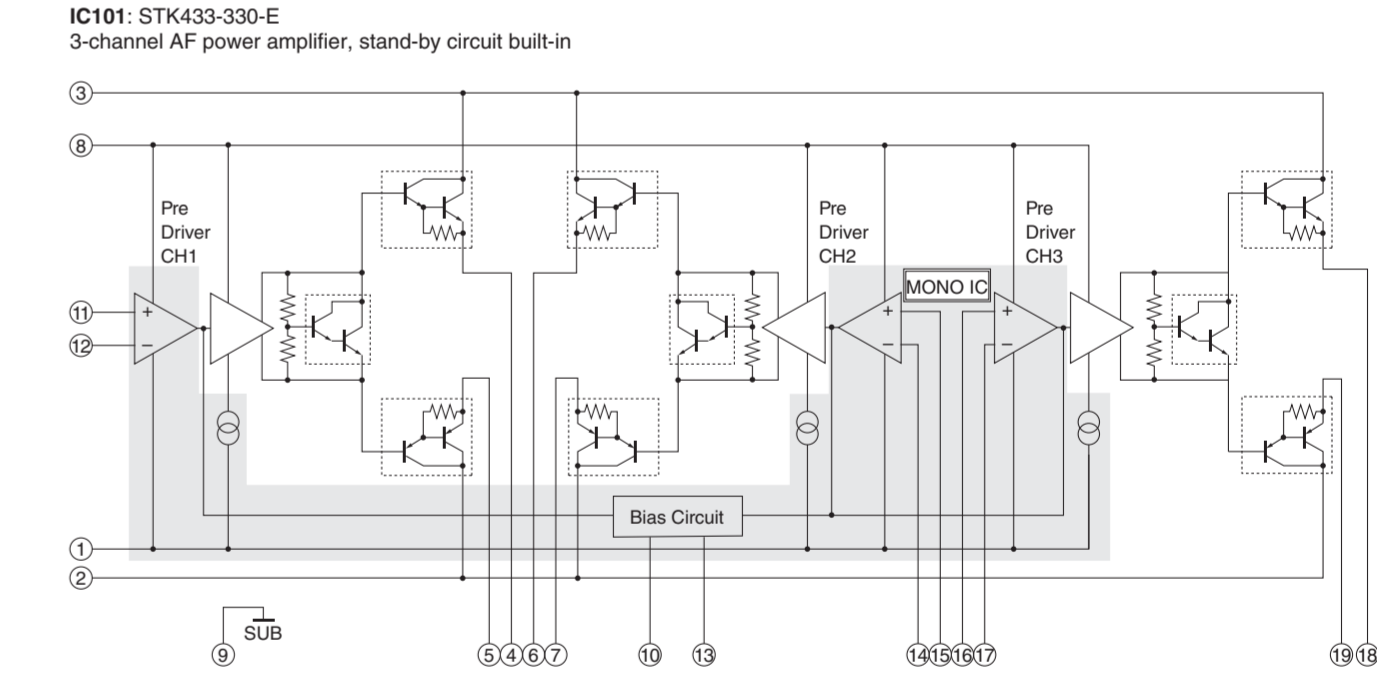 IC101: STK433-330-E
3-channel AF power amplifier, stand-by circuit built-in
3
8
Pre
Driver
CH1
Pre
Driver
CH2
Pre
Driver
CH3
MONO IC
11
+
12
−
+
−
+
−
Bias Circuit
1
2
SUB
9
5 4 6 7
10
13
14 15 16 17
19 18